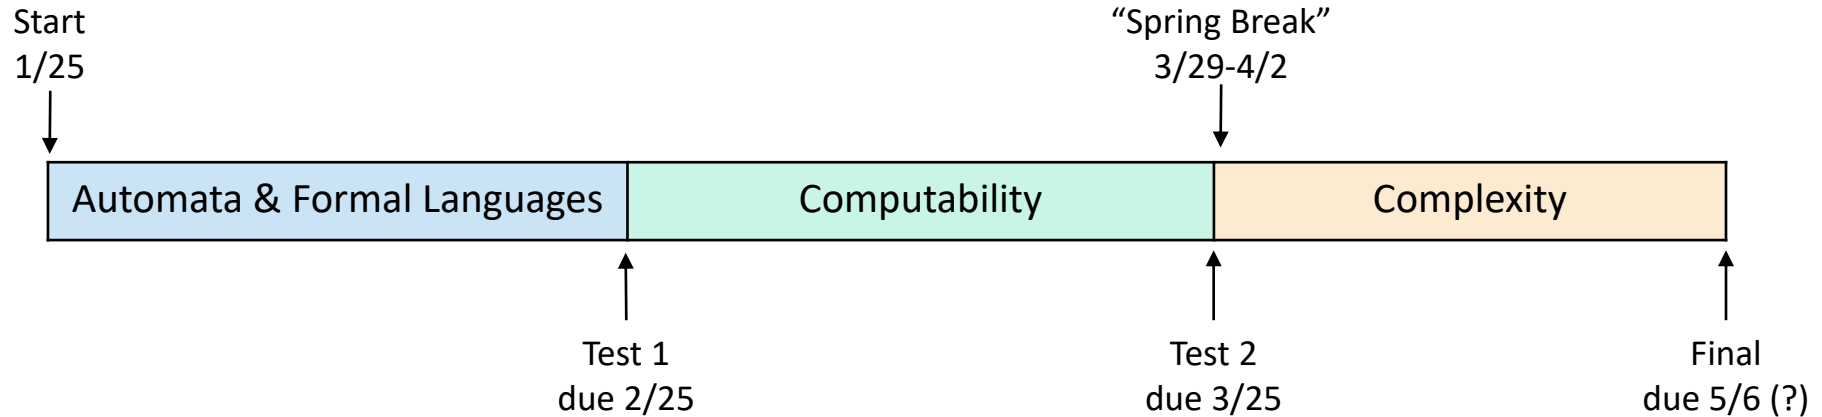 Start
1/25
“Spring Break”
3/29-4/2
Automata & Formal Languages
Computability
Complexity
Test 1
due 2/25
Test 2
due 3/25
Final
due 5/6 (?)